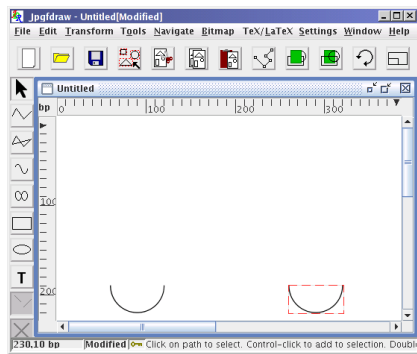 Jpgfdraw - Untitled[Modified]
File Edit Transform Tools Navigate Bitmap TeX/LaTeX Settings Window Help
Untitled
bp 0 100 200 300
100
200
T
230,10 bp Modified Click on path to select. Control-click to add to selection. Doubl